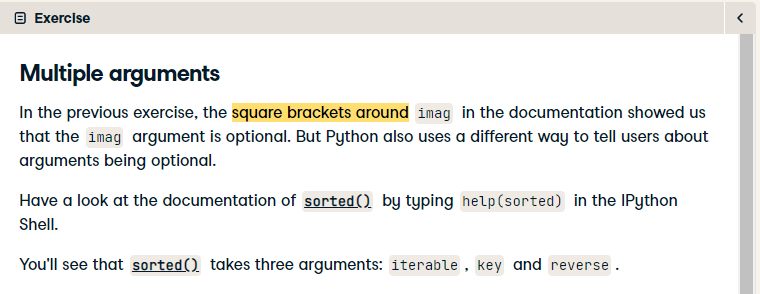 Exercise
Multiple arguments
In the previous exercise, the square brackets around imag in the documentation showed us
that the imag argument is optional. But Python also uses a different way to tell users about
arguments being optional.
Have a look at the documentation of sorted() by typing help(sorted) in the IPython
Shell.
You'll see that sorted() takes three arguments: iterable, key and reverse.